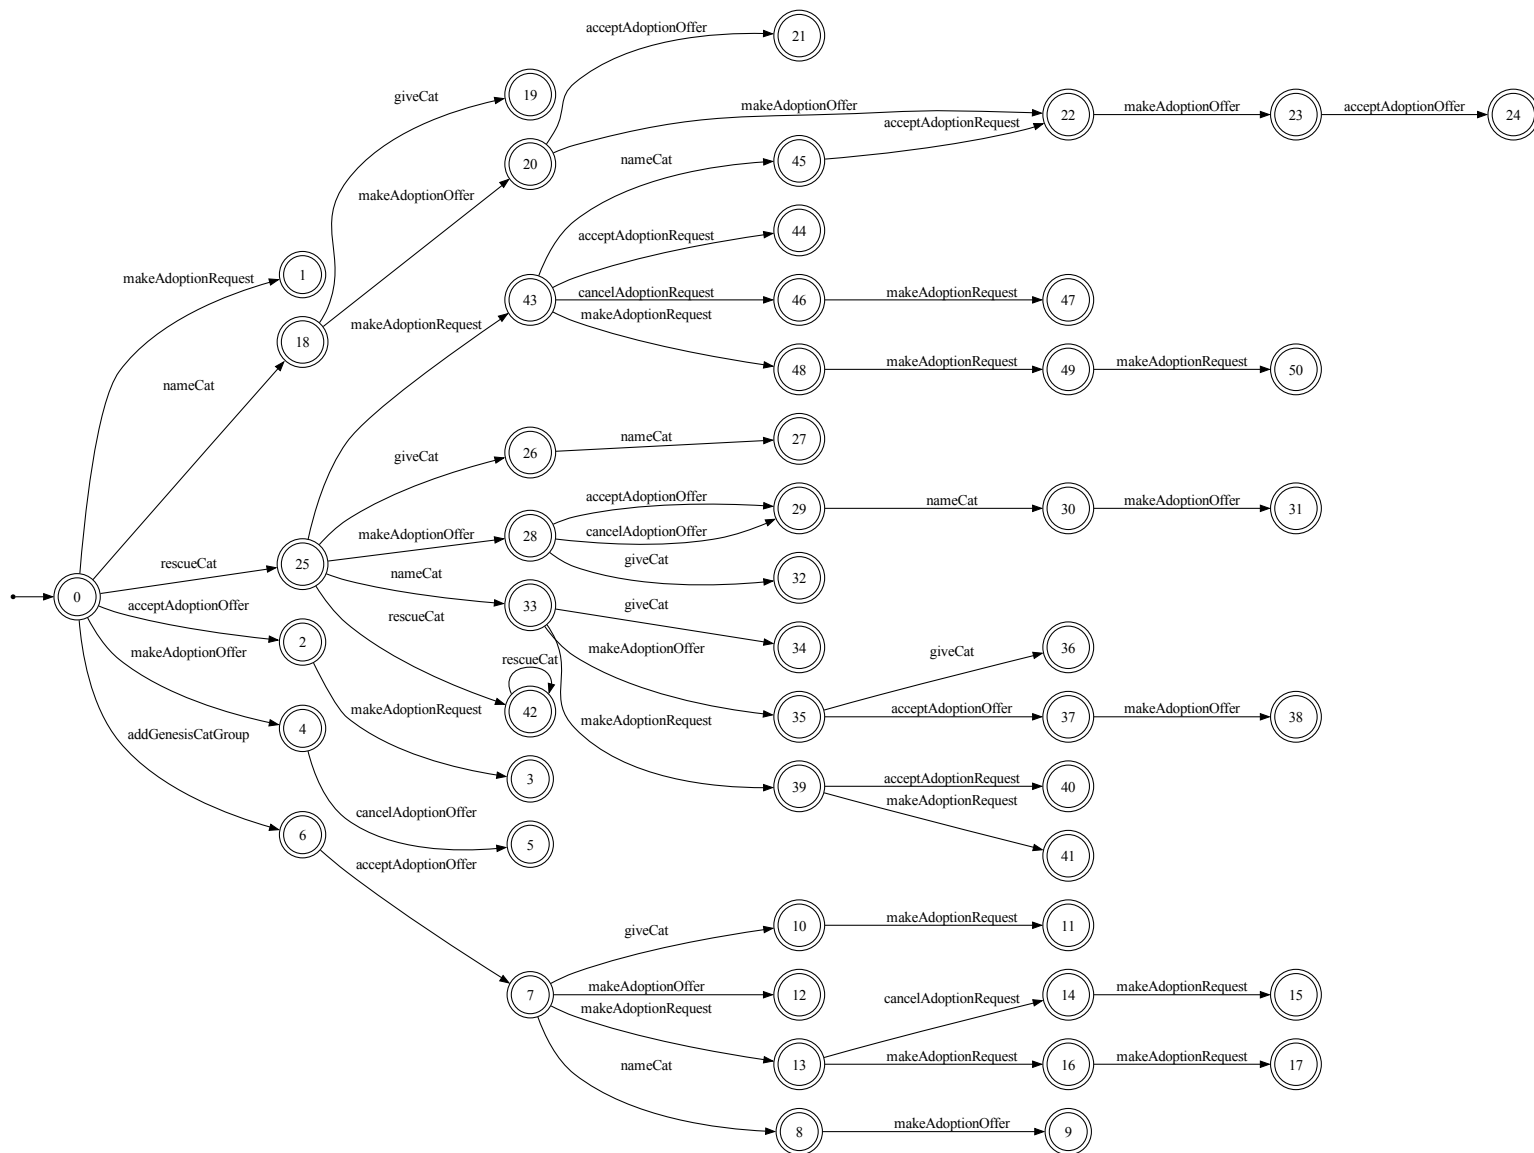 acceptAdoptionOffer
21
giveCat
19
makeAdoptionOffer
22
makeAdoptionOffer
23
acceptAdoptionOffer
24
acceptAdoptionRequest
20
nameCat
45
makeAdoptionOffer
acceptAdoptionRequest
44
makeAdoptionRequest
1
43
cancelAdoptionRequest
46
makeAdoptionRequest
47
makeAdoptionRequest
makeAdoptionRequest
18
48
makeAdoptionRequest
49
makeAdoptionRequest
50
nameCat
giveCat
26
nameCat
27
acceptAdoptionOffer
29
nameCat
30
makeAdoptionOffer
31
makeAdoptionOffer
28
cancelAdoptionOffer
rescueCat
25
giveCat
32
nameCat
0
acceptAdoptionOffer
33
giveCat
34
rescueCat
2
makeAdoptionOffer
makeAdoptionOffer
giveCat
36
rescueCat
42
makeAdoptionRequest
makeAdoptionRequest
35
acceptAdoptionOffer
37
makeAdoptionOffer
38
addGenesisCatGroup
4
3
39
acceptAdoptionRequest
40
makeAdoptionRequest
cancelAdoptionOffer
6
5
41
acceptAdoptionOffer
giveCat
10
makeAdoptionRequest
11
7
makeAdoptionOffer
12
cancelAdoptionRequest
14
makeAdoptionRequest
15
makeAdoptionRequest
13
makeAdoptionRequest
16
makeAdoptionRequest
17
nameCat
8
makeAdoptionOffer
9